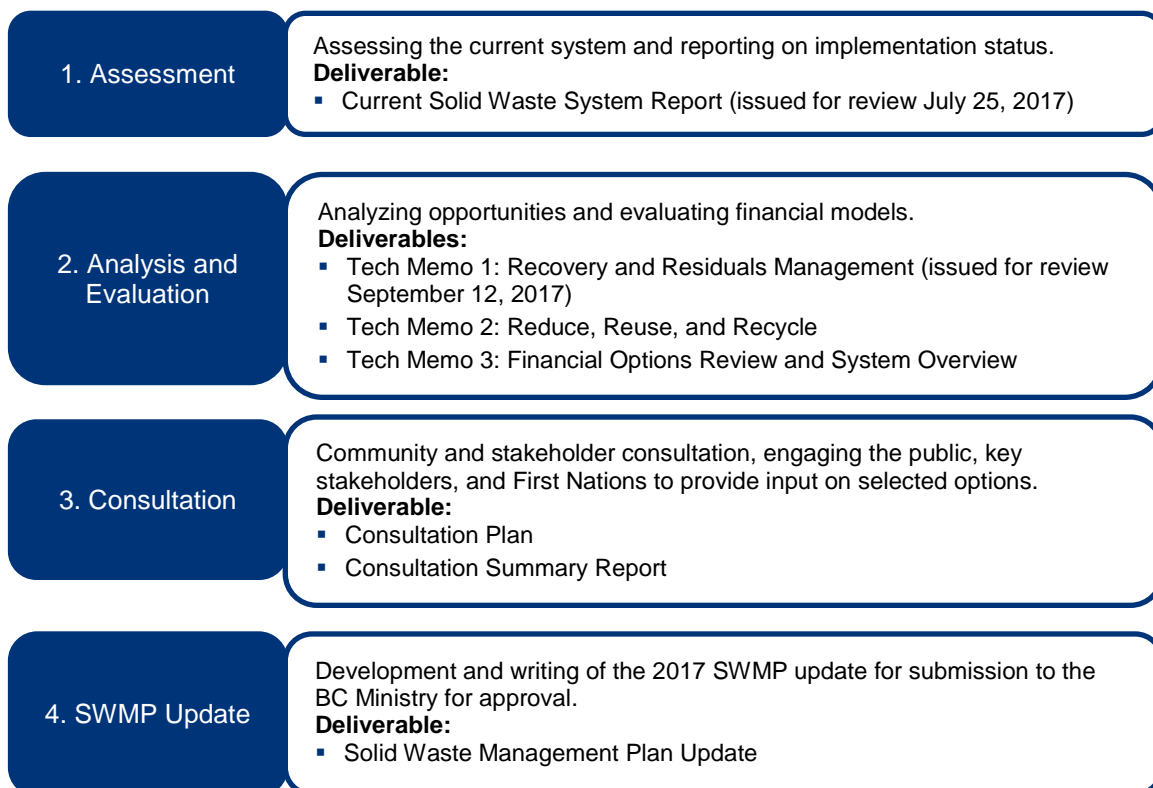 1. Assessment
Assessing the current system and reporting on implementation status.
Deliverable:
▪ Current Solid Waste System Report (issued for review July 25, 2017)
2. Analysis and
Evaluation
Analyzing opportunities and evaluating financial models.
Deliverables:
▪ Tech Memo 1: Recovery and Residuals Management (issued for review
September 12, 2017)
▪ Tech Memo 2: Reduce, Reuse, and Recycle
▪ Tech Memo 3: Financial Options Review and System Overview
3. Consultation
Community and stakeholder consultation, engaging the public, key
stakeholders, and First Nations to provide input on selected options.
Deliverable:
▪ Consultation Plan
▪ Consultation Summary Report
4. SWMP Update
Development and writing of the 2017 SWMP update for submission to the
BC Ministry for approval.
Deliverable:
▪ Solid Waste Management Plan Update